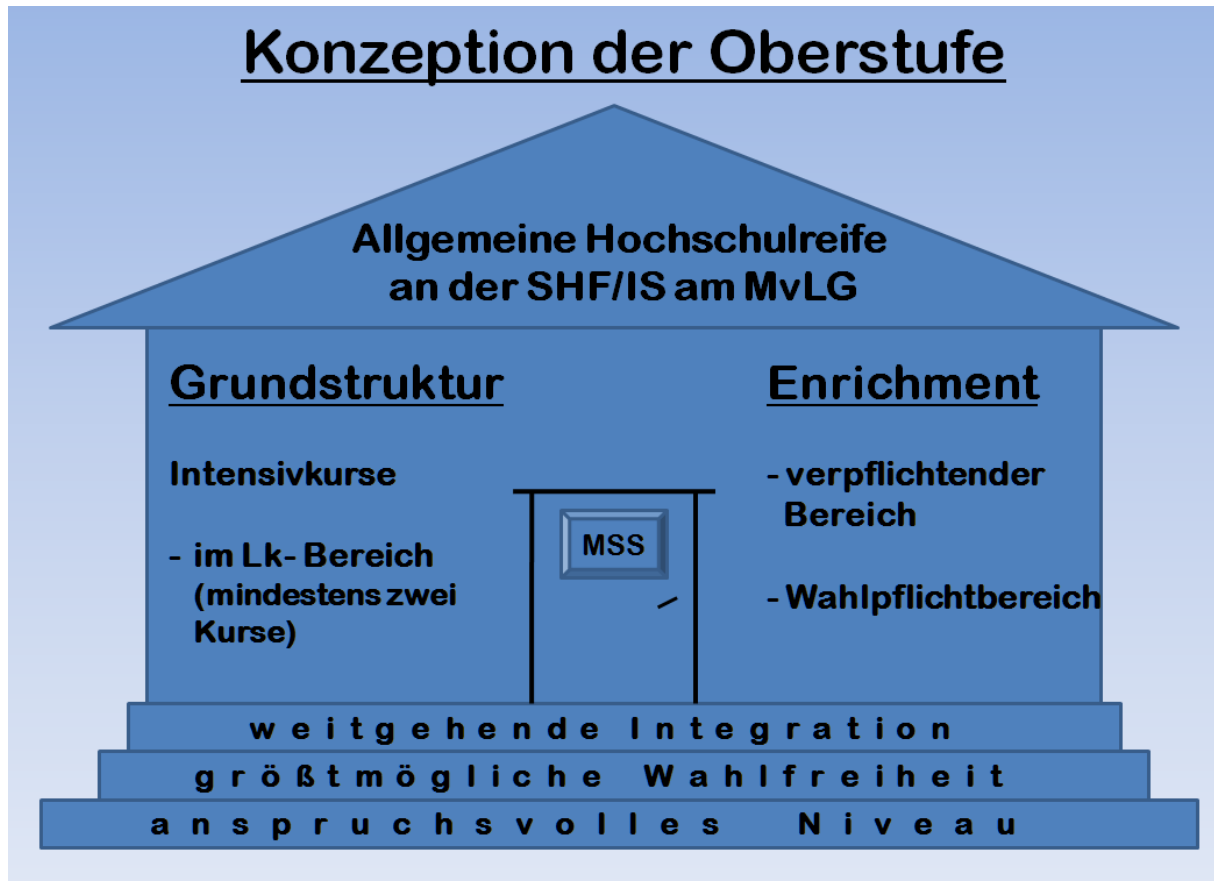 Konzeption der Oberstufe
Allgemeine Hochschulreife
an der SHF/IS am MvLG
Grundstruktur
Intensivkurse
- im Lk- Bereich
(mindestens zwei
Kurse)
MSS
Enrichment
- verpflichtender
Bereich
- Wahlpflichtbereich
weitgehende Integration
größtmögliche Wahlfreiheit
anspruchsvolles Niveau